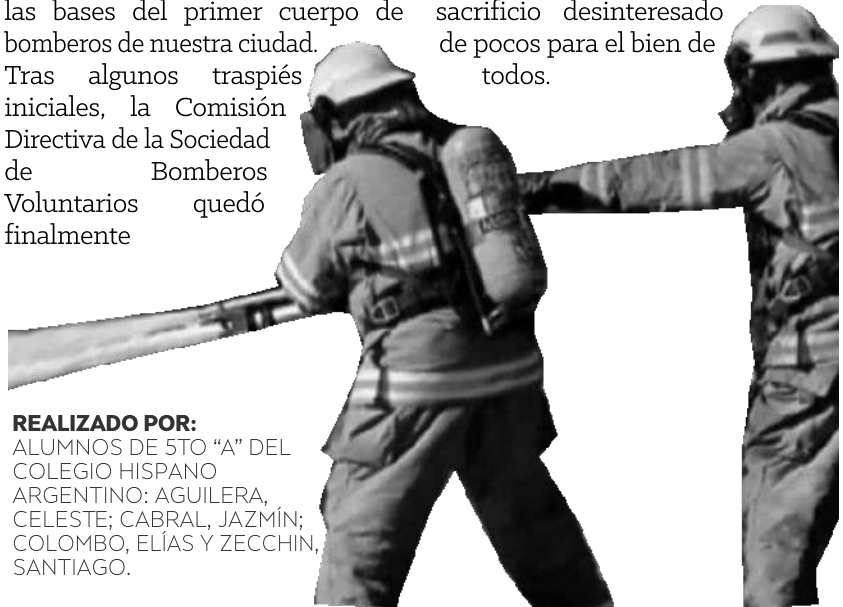 las bases del primer cuerpo de
bomberos de nuestra ciudad.
Tras algunos traspiés
iniciales, la Comisión
Directiva de la Sociedad
de Bomberos
Voluntarios quedó
finalmente
sacrificio desinteresado
de pocos para el bien de
todos.
REALIZADO POR:
ALUMNOS DE 5TO “A” DEL
COLEGIO HISPANO
ARGENTINO: AGUILERA,
CELESTE; CABRAL, JAZMÍN;
COLOMBO, ELÍAS Y ZECCHIN,
SANTIAGO.